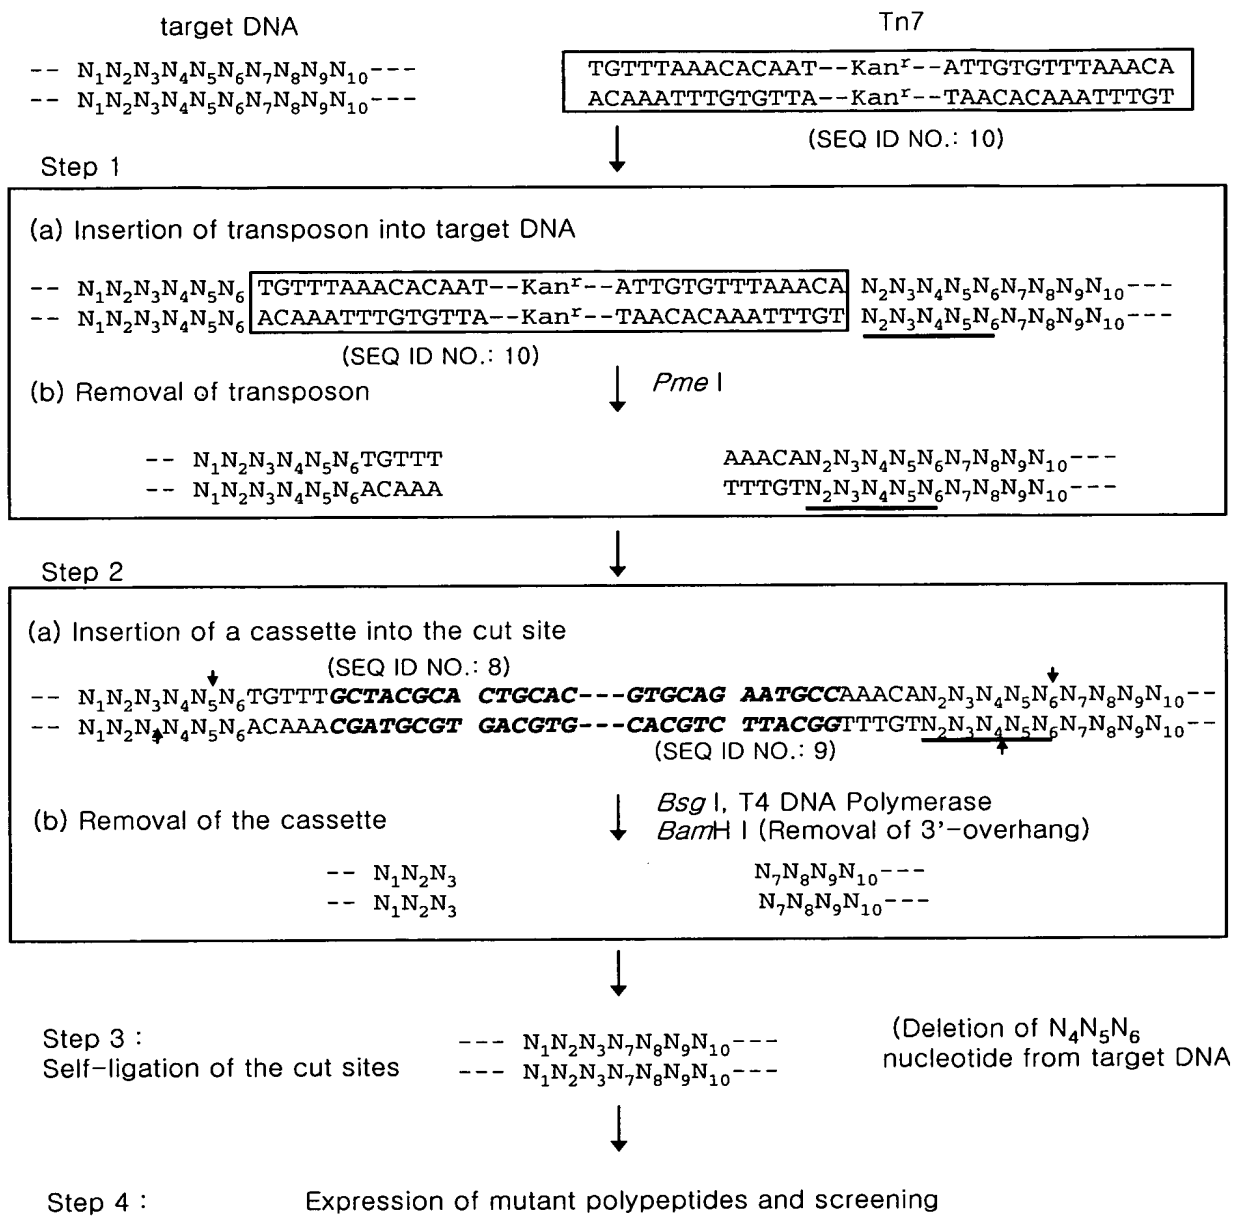 target DNA
Tn7
-- N₁N₂N₃N₄N₅N₆N₇N₈N₉N₁₀---
-- N₁N₂N₃N₄N₅N₆N₇N₈N₉N₁₀---
TGTTTAAACACAAT--Kanʳ--ATTGTGTTTAAACA
ACAAATTTGTGTTA--Kanʳ--TAACACAAATTTGT
(SEQ ID NO.: 10)
Step 1
(a) Insertion of transposon into target DNA
-- N₁N₂N₃N₄N₅N₆ TGTTTAAACACAAT--Kanʳ--ATTGTGTTTAAACA N₂N₃N₄N₅N₆N₇N₈N₉N₁₀---
-- N₁N₂N₃N₄N₅N₆ ACAAATTTGTGTTA--Kanʳ--TAACACAAATTTGT N₂N₃N₄N₅N₆N₇N₈N₉N₁₀---
(SEQ ID NO.: 10)
(b) Removal of transposon
Pme I
-- N₁N₂N₃N₄N₅N₆TGTTT AAACAN₂N₃N₄N₅N₆N₇N₈N₉N₁₀---
-- N₁N₂N₃N₄N₅N₆ACAAA TTTGTN₂N₃N₄N₅N₆N₇N₈N₉N₁₀---
Step 2
(a) Insertion of a cassette into the cut site
(SEQ ID NO.: 8)
-- N₁N₂N₃N₄N₅N₆TGTTTGCTACGCA CTGCAC---GTGCAG AATGCCAAACAN₂N₃N₄N₅N₆N₇N₈N₉N₁₀--
-- N₁N₂N₃N₄N₅N₆ACAAACGATGCGT GACGTG---CACGTC TTACGGTTTGTN₂N₃N₄N₅N₆N₇N₈N₉N₁₀--
(SEQ ID NO.: 9)
(b) Removal of the cassette
Bsg I, T4 DNA Polymerase
BamH I (Removal of 3'-overhang)
-- N₁N₂N₃ N₇N₈N₉N₁₀---
-- N₁N₂N₃ N₇N₈N₉N₁₀---
Step 3 :
Self-ligation of the cut sites
--- N₁N₂N₃N₇N₈N₉N₁₀---
--- N₁N₂N₃N₇N₈N₉N₁₀---
(Deletion of N₄N₅N₆
nucleotide from target DNA
Step 4 : Expression of mutant polypeptides and screening